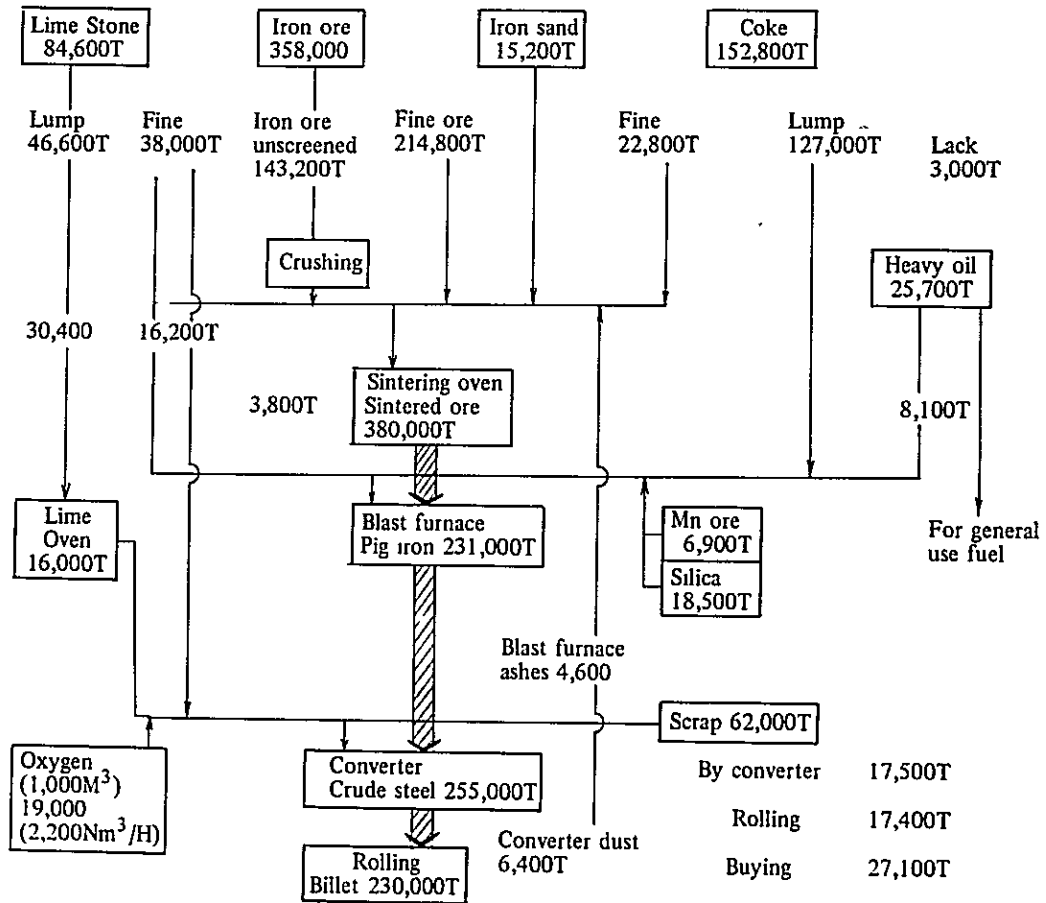 Lime Stone
84,600T
Iron ore
358,000
Iron sand
15,200T
Coke
152,800T
Lump
46,600T
Fine
38,000T
Iron ore
unscreened
143,200T
Fine ore
214,800T
Fine
22,800T
Lump
127,000T
Lack
3,000T
Crushing
Heavy oil
25,700T
30,400
16,200T
3,800T
Sintering oven
Sintered ore
380,000T
8,100T
Lime
Oven
16,000T
Blast furnace
Pig iron 231,000T
Mn ore
6,900T
Silica
18,500T
For general
use fuel
Blast furnace
ashes 4,600
Scrap 62,000T
Oxygen
(1,000M³)
19,000
(2,200Nm³/H)
Converter
Crude steel 255,000T
By converter 17,500T
Rolling 17,400T
Buying 27,100T
Converter dust
6,400T
Rolling
Billet 230,000T